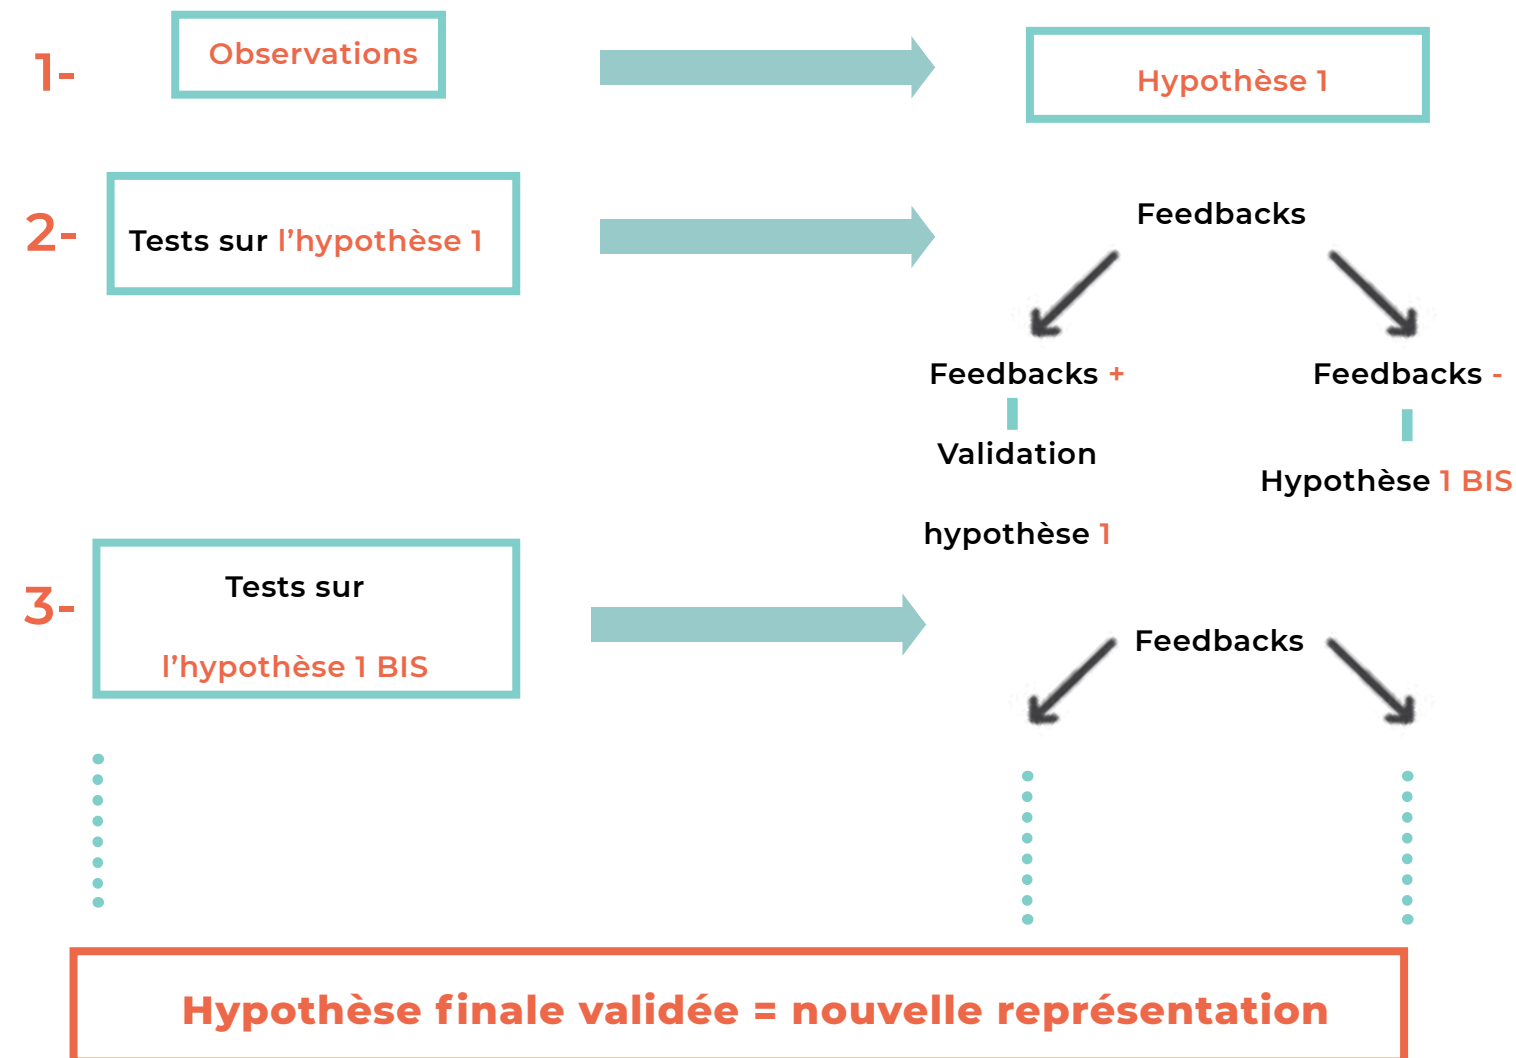 1-
Observations
Hypothèse 1
2-
Tests sur l’hypothèse 1
Feedbacks
Feedbacks +
Feedbacks -
Validation
hypothèse 1
Hypothèse 1 BIS
3-
Tests sur
l’hypothèse 1 BIS
Feedbacks
Hypothèse finale validée = nouvelle représentation